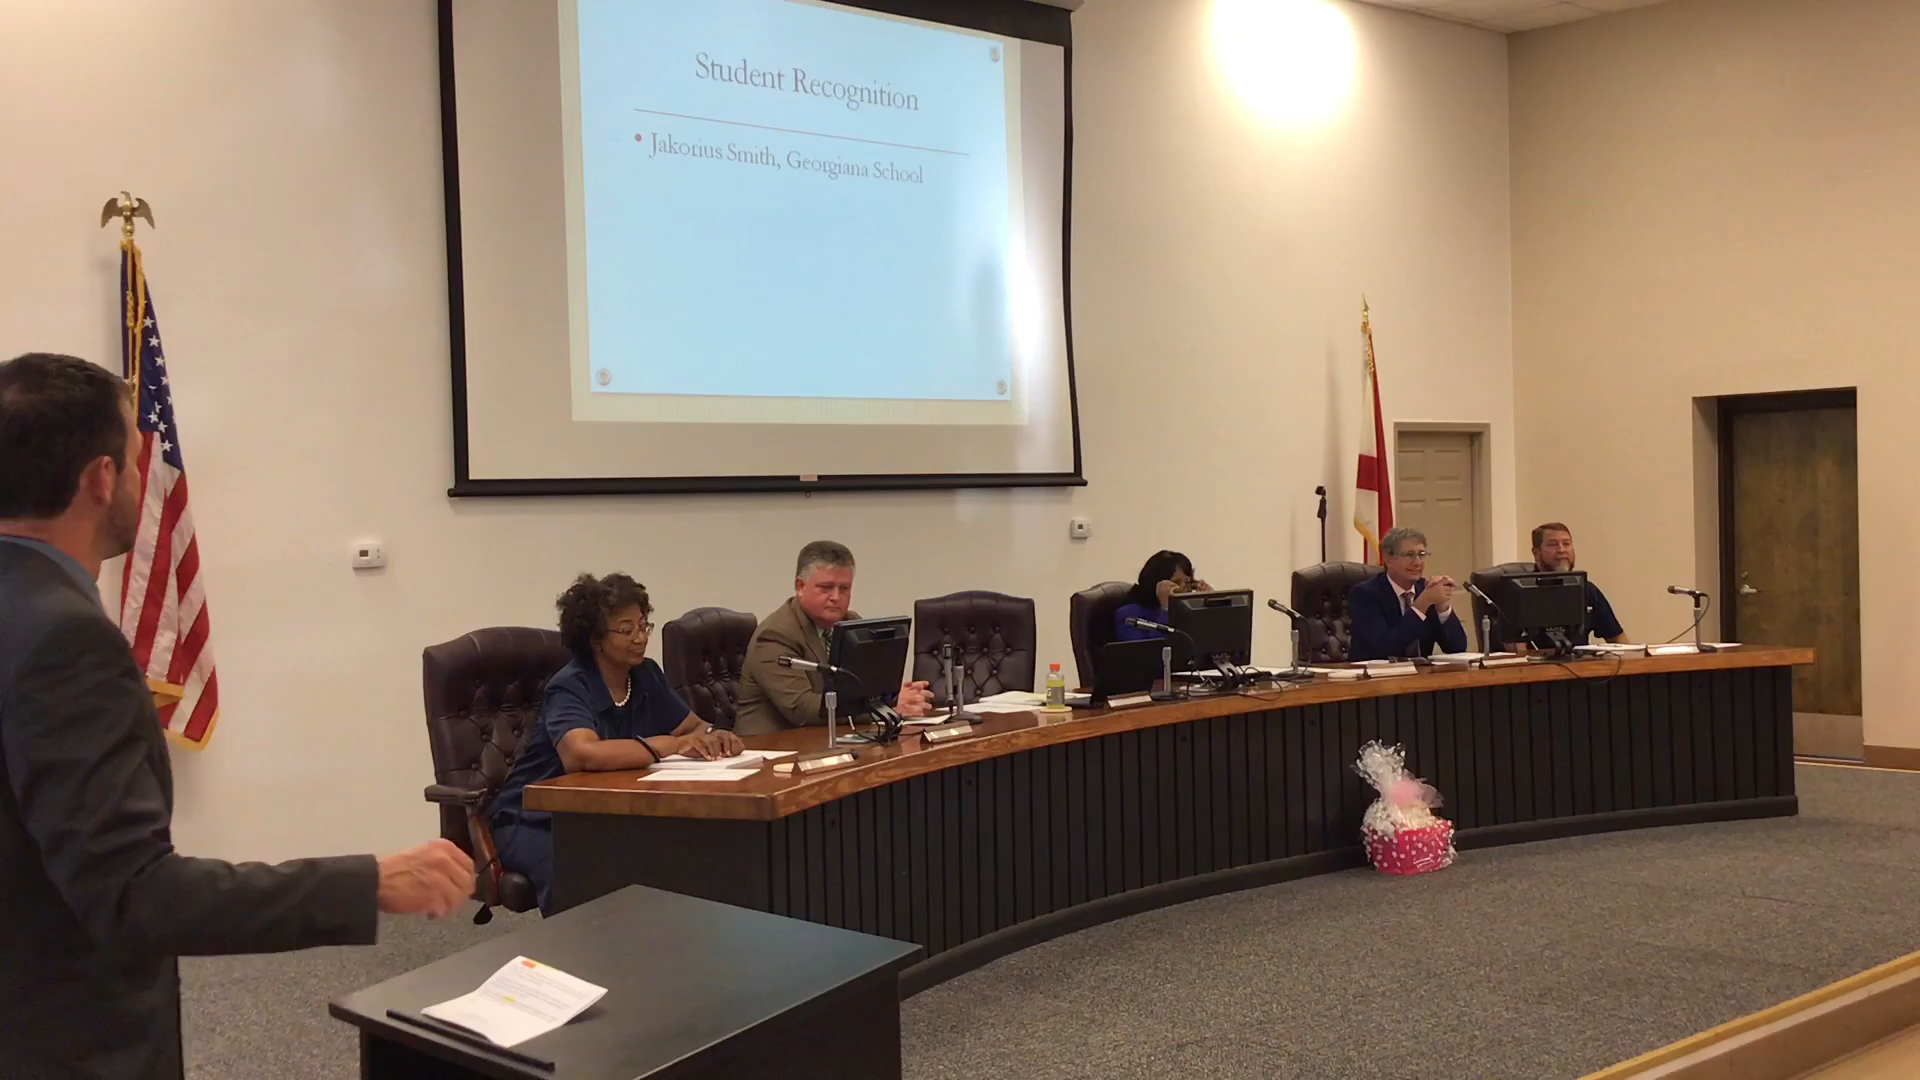 Student Recognition
• Jakorius Smith, Georgiana School